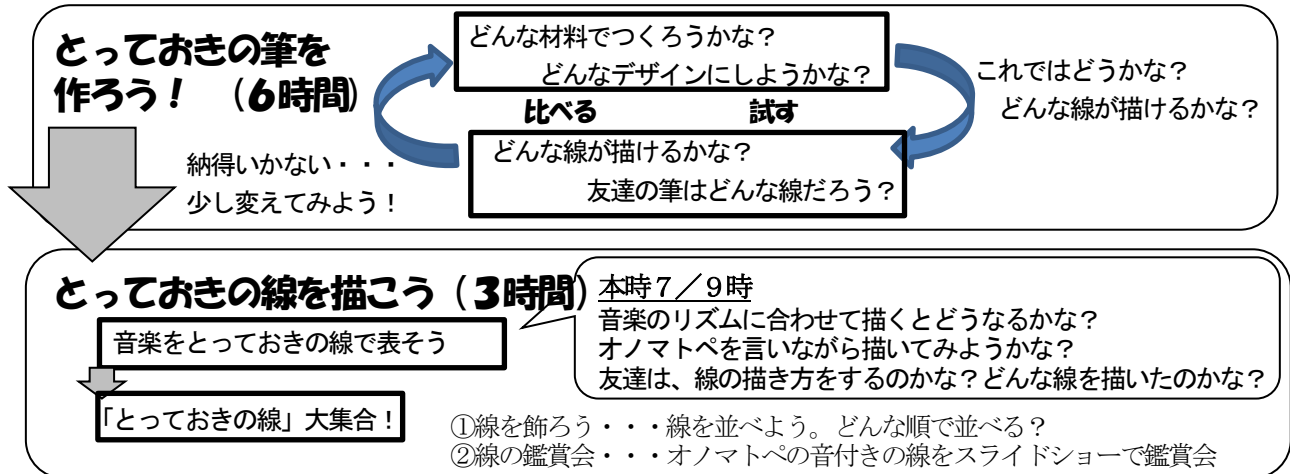 とっておきの筆を
作ろう！　（6時間）
どんな材料でつくろうかな？
どんなデザインにしようかな？
比べる　試す
どんな線が描けるかな？
友達の筆はどんな線だろう？
これではどうかな？
どんな線が描けるかな？
納得いかない・・・
少し変えてみよう！
とっておきの線を描こう（3時間）
音楽をとっておきの線で表そう
「とっておきの線」大集合！
本時７／９時
音楽のリズムに合わせて描くとどうなるかな？
オノマトペを言いながら描いてみようかな？
友達は、線の描き方をするのかな？どんな線を描いたのかな？
①線を飾ろう・・・線を並べよう。どんな順で並べる？
②線の鑑賞会・・・オノマトペの音付きの線をスライドショーで鑑賞会